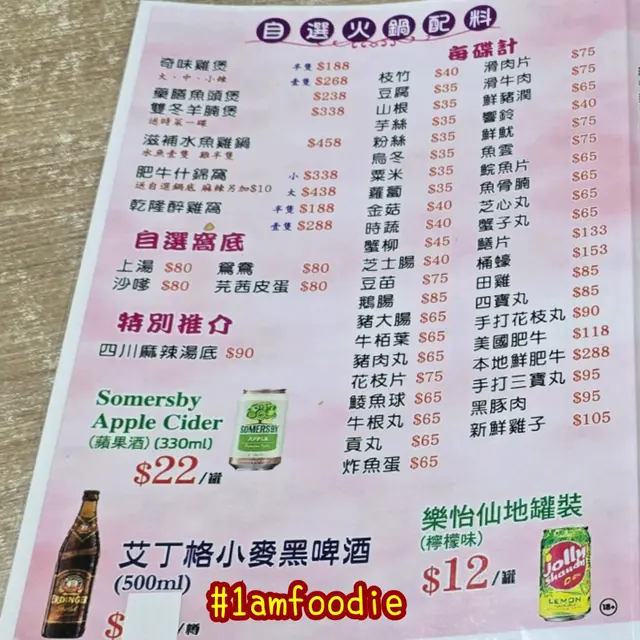 自選火鍋配料
每碟計
奇味雞煲 半隻 $188
大、中、小辣 壹隻 $268
藥膳魚頭煲 $238
雙冬羊腩煲 $338
送時菜一碟
滋補水魚雞鍋 $458
水魚壹隻 雞半隻
肥牛什錦窩 小 $338
送自選鍋底 麻辣另加$10 大 $438
乾隆醉雞窩 半隻 $188
壹隻 $288
自選窩底
上湯 $80 鴛鴦 $80
沙嗲 $80 芫茜皮蛋 $80
特別推介
四川麻辣湯底 $90
枝竹 $40
豆腐 $35
山根 $35
芋絲 $35
粉絲 $35
烏冬 $35
粟米 $35
蘿蔔 $35
金菇 $40
時蔬 $40
蟹柳 $45
芝士腸 $40
豆苗 $75
鵝腸 $85
豬大腸 $65
牛栢葉 $65
豬肉丸 $65
花枝片 $75
鯪魚球 $65
牛根丸 $65
貢丸 $65
炸魚蛋 $65
滑肉片 $75
滑牛肉 $75
鮮豬潤 $65
響鈴 $40
鮮魷 $75
魚雲 $65
鯇魚片 $65
魚骨腩 $65
芝心丸 $65
蟹子丸 $65
鱔片 $133
桶蠔 $153
田雞 $85
四寶丸 $85
手打花枝丸 $90
美國肥牛 $118
本地鮮肥牛 $288
手打三寶丸 $95
黑豚肉 $95
新鮮雞子 $105
Somersby
Apple Cider
(蘋果酒)(330ml)
$22/罐
SOMERSBY
APPLE
艾丁格小麥黑啤酒
(500ml)
$ /樽
ERDINGER
樂怡仙地罐裝
(檸檬味)
$12/罐
Jolly
Shandy
LEMON
18+
#1amfoodie